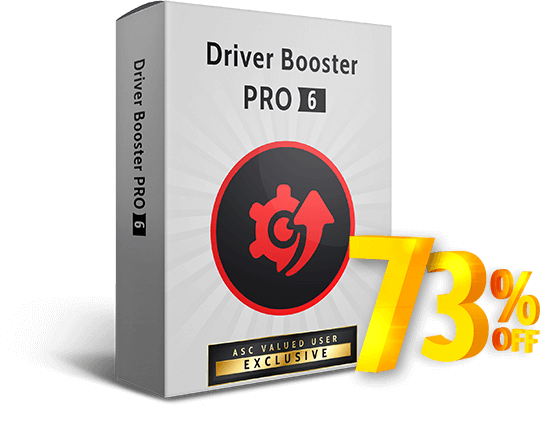 Driver Booster
PRO 6
Driver Booster PRO 6
ASC VALUED USER
EXCLUSIVE
73%
OFF